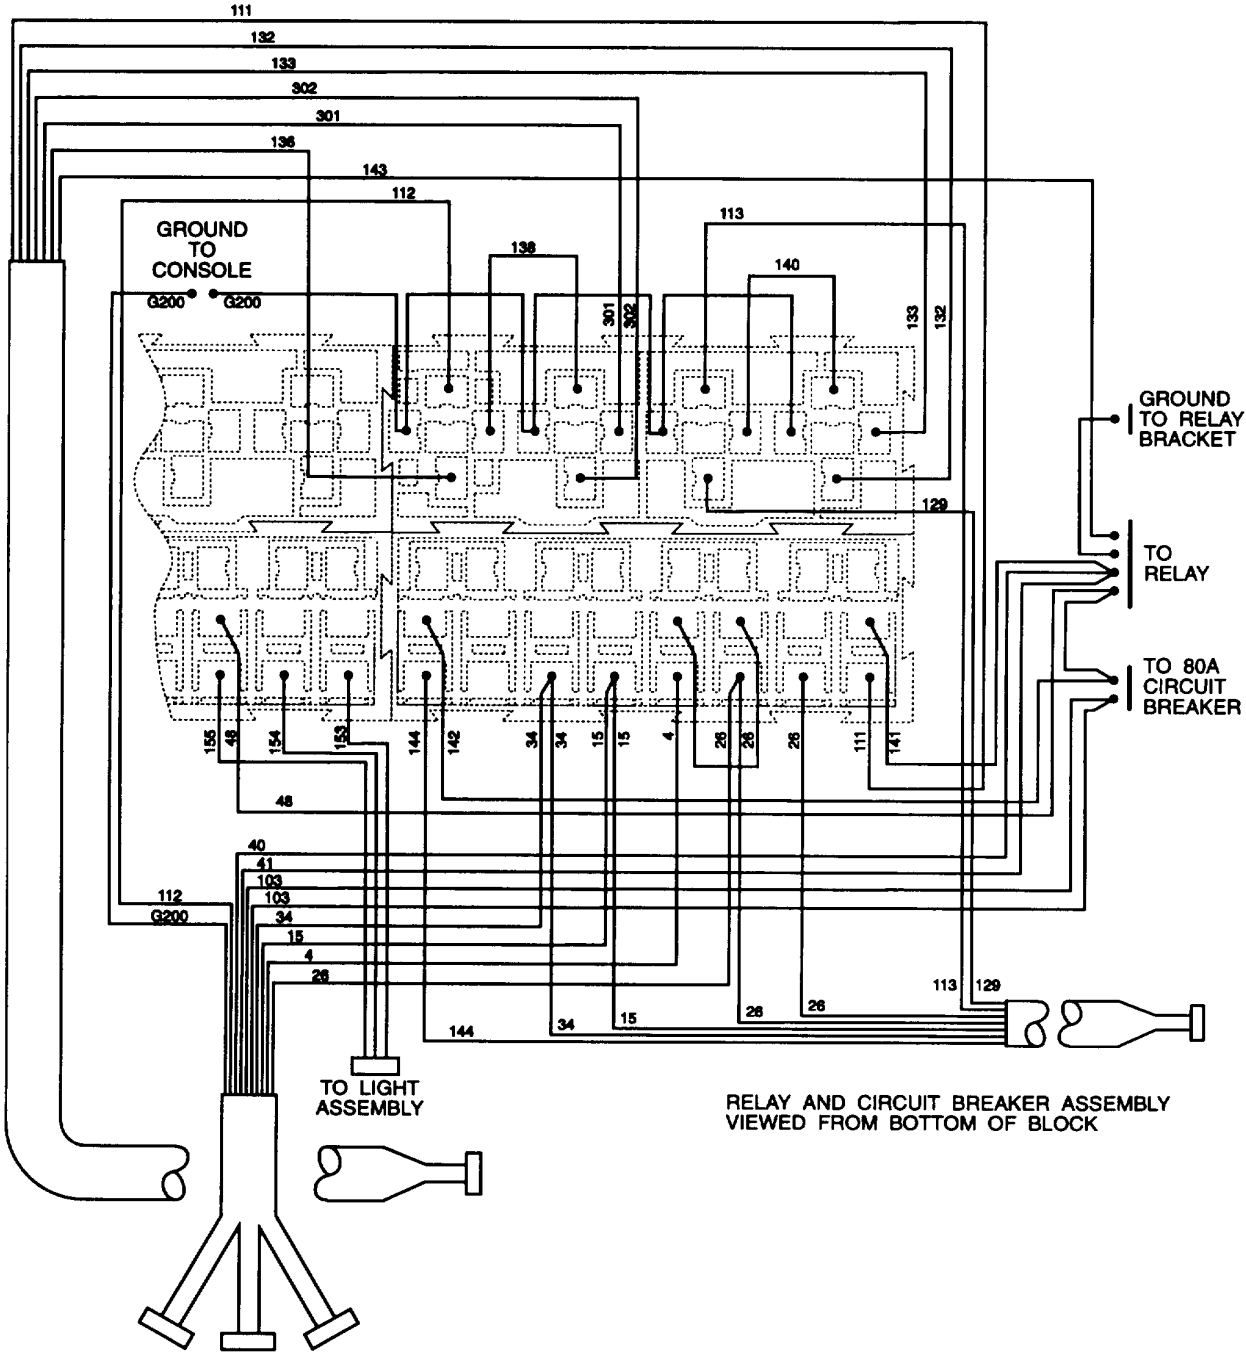 111
132
133
302
301
136
143
112
GROUND
TO
CONSOLE
113
138
140
G200
G200
301
302
133
132
GROUND
TO RELAY
BRACKET
129
TO
RELAY
TO 80A
CIRCUIT
BREAKER
155
48
154
153
144
142
34
34
15
15
4
26
26
26
111
141
48
40
41
103
103
112
G200
34
15
4
26
113
129
26
26
15
34
144
TO LIGHT
ASSEMBLY
RELAY AND CIRCUIT BREAKER ASSEMBLY
VIEWED FROM BOTTOM OF BLOCK